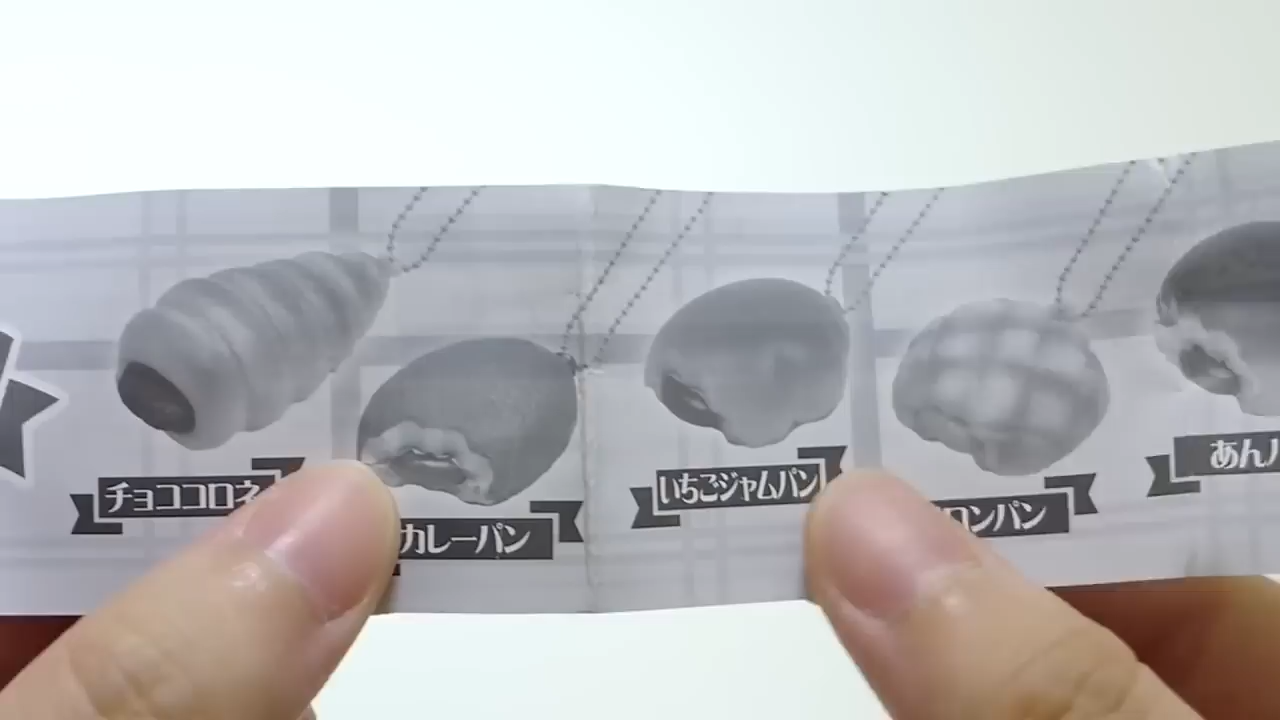 チョココロネ
カレーパン
いちごジャムパン
ロンパン
あん